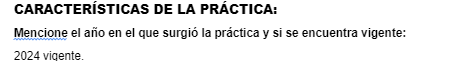 CARACTERÍSTICAS DE LA PRÁCTICA:
Mencione el año en el que surgió la práctica y si se encuentra vigente:
2024 vigente.